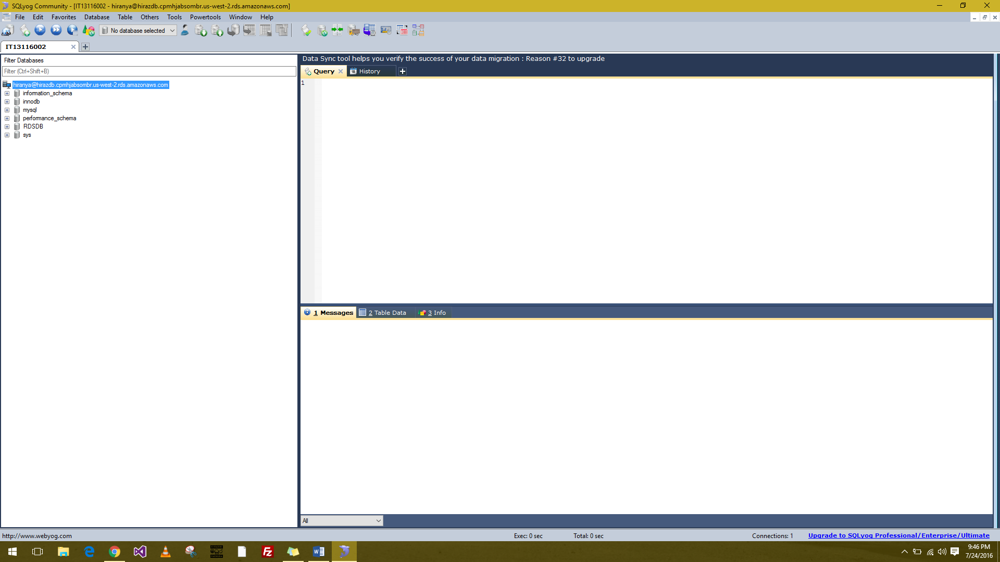 SQLyog Community - [IT13116002 - hiranya@hirazdb.cpmhjabsombr.us-west-2.rds.amazonaws.com]
File Edit Favorites Database Table Others Tools Powertools Window Help
No database selected
IT13116002
Filter Databases
Filter (Ctrl+Shift+B)
hiranya@hirazdb.cpmhjabsombr.us-west-2.rds.amazonaws.com
information_schema
innodb
mysql
performance_schema
RDSDB
sys
Data Sync tool helps you verify the success of your data migration : Reason #32 to upgrade
Query History
1
1 Messages 2 Table Data 3 Info
All
http://www.webyog.com Exec: 0 sec Total: 0 sec Connections: 1 Upgrade to SQLyog Professional/Enterprise/Ultimate
9:46 PM
7/24/2016